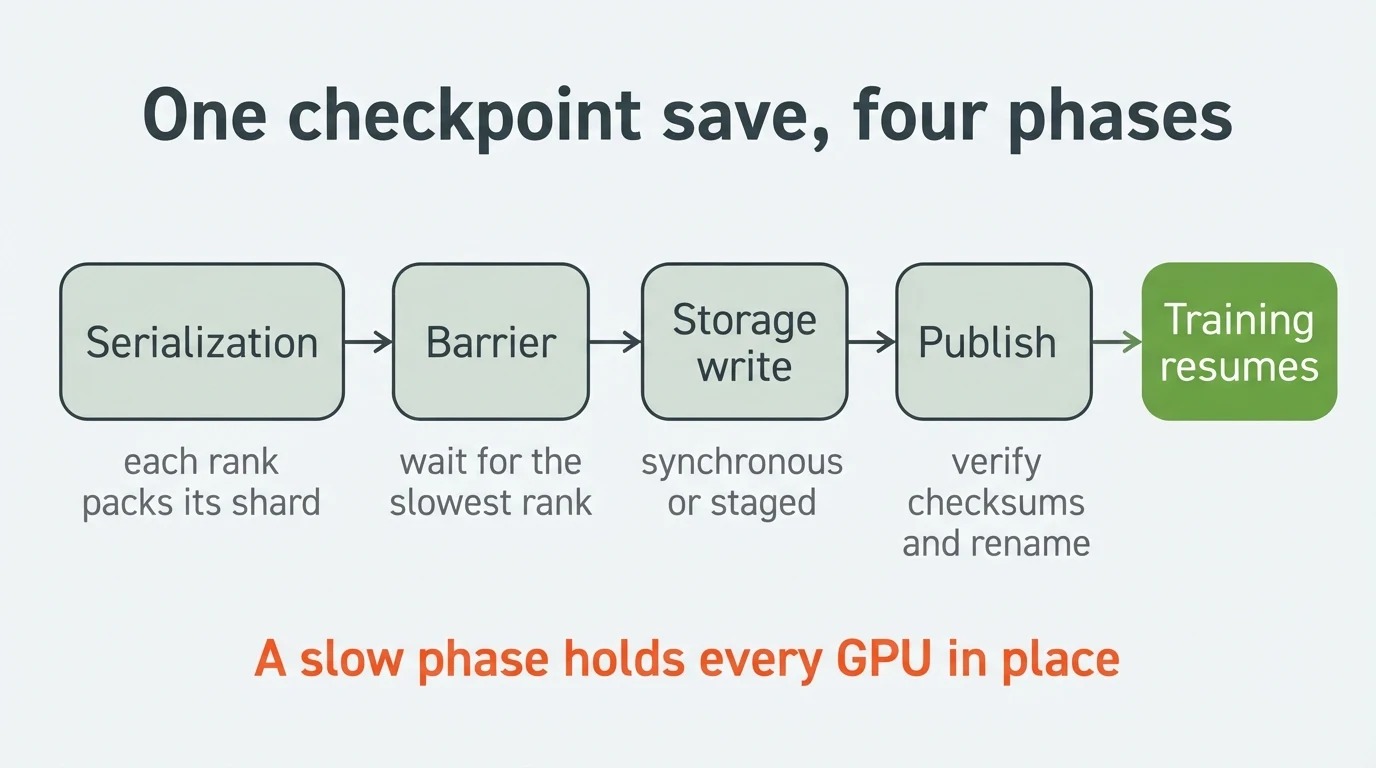 One checkpoint save, four phases
Serialization
each rank
packs its shard
Barrier
wait for the
slowest rank
Storage
write
synchronous
or staged
Publish
verify
checksums
and rename
Training
resumes
A slow phase holds every GPU in place